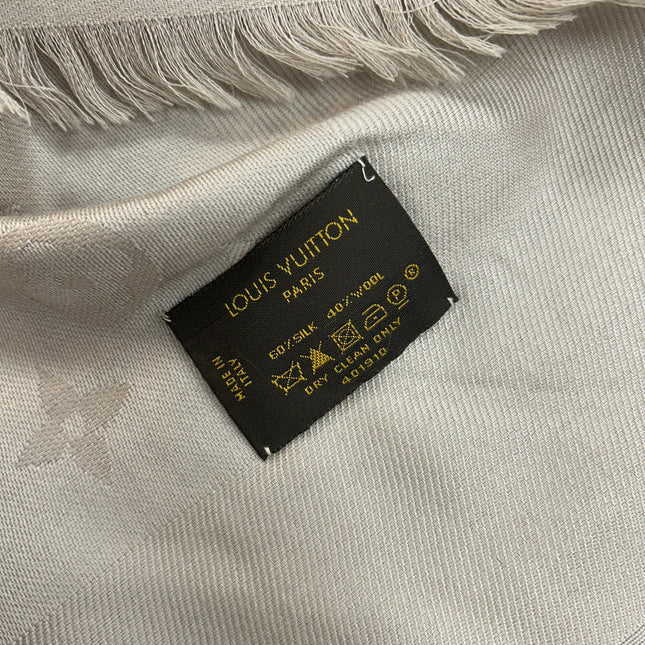 LOUIS VUITTON
PARIS
60%SILK 40%WOOL
P R
DRY CLEAN ONLY
401910
MADE IN
ITALY